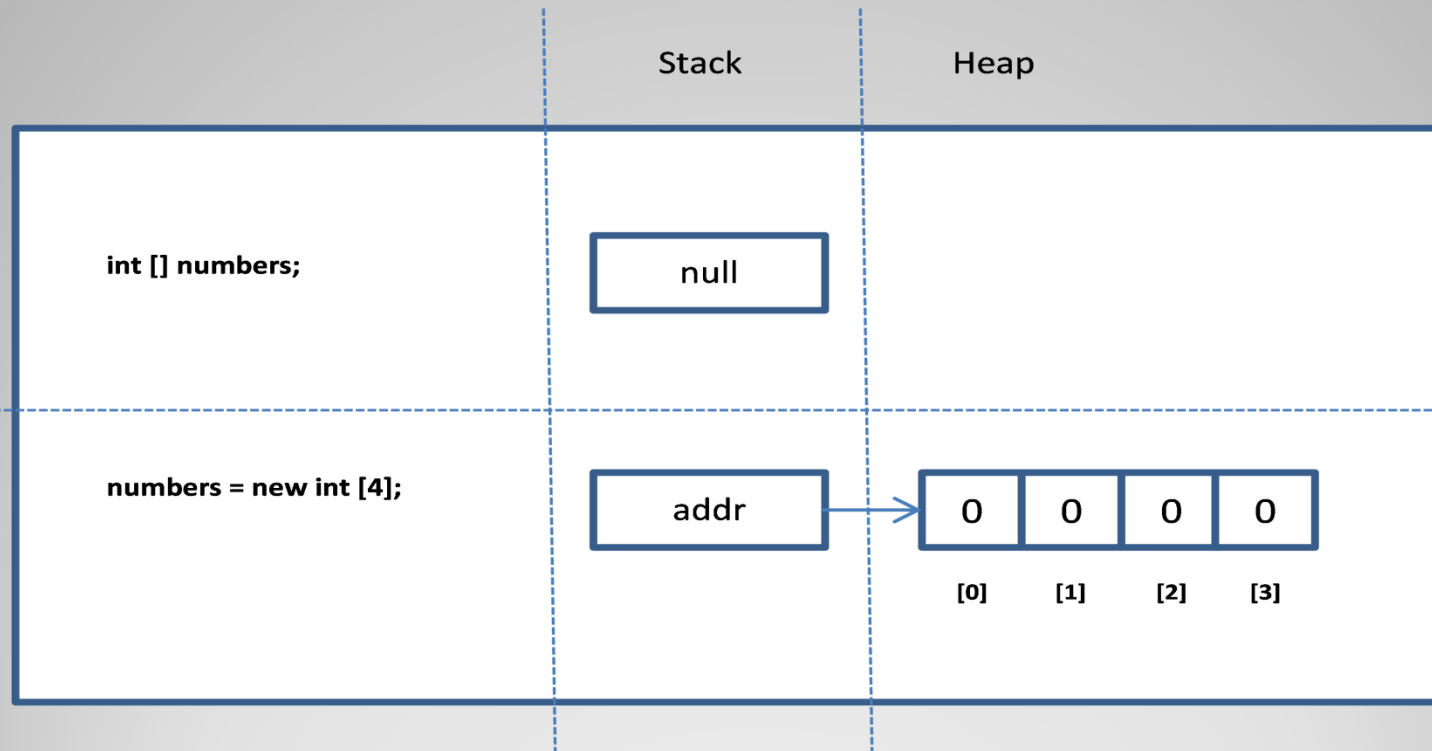 Stack Heap
int [] numbers; null
numbers = new int [4]; addr 0 0 0 0
[0] [1] [2] [3]